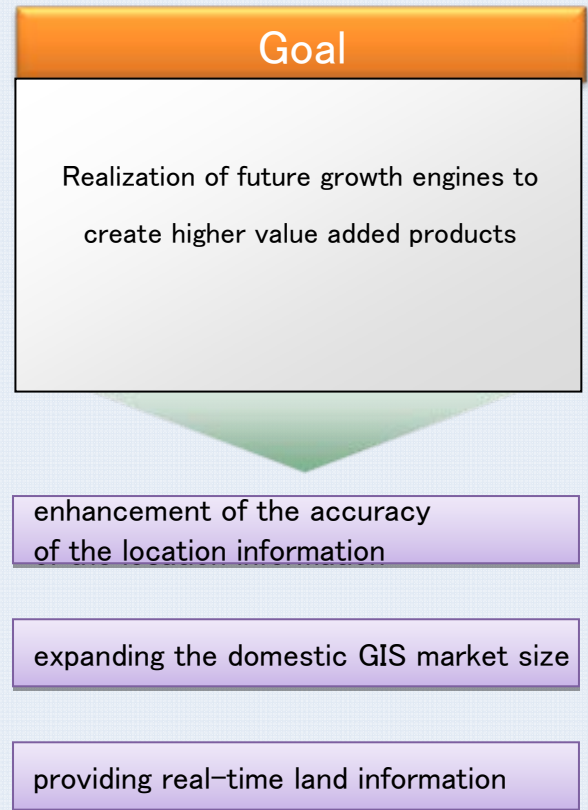 Goal
Realization of future growth engines to
create higher value added products
enhancement of the accuracy
of the location information
expanding the domestic GIS market size
providing real-time land information